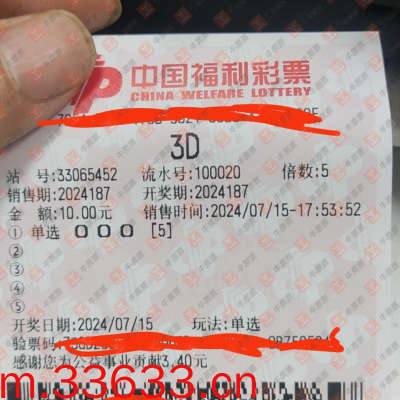 中国福利彩票
CHINA WELFARE LOTTERY
3D
站 号:33065452 流水号:100020 倍数:5
销售期:2024187 开奖期:2024187
金 额:10.00元 销售时间:2024/07/15-17:53:52
① 单选 0 0 0 [5]
②
③
④
⑤
开奖日期:2024/07/15 玩法:单选
验票码:
感谢您为公益事业贡献3.40元
m.33633.cn